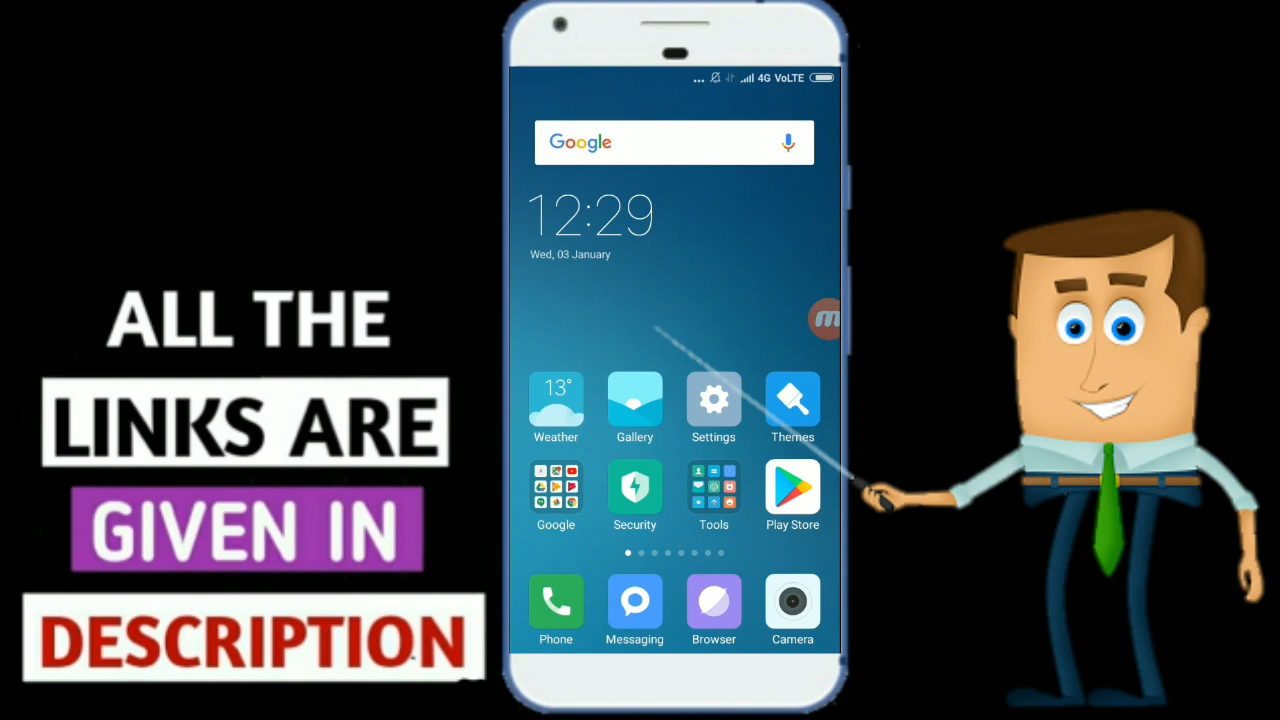 ALL THE
LINKS ARE
GIVEN IN
DESCRIPTION
... 4G VoLTE
Google
12:29
Wed, 03 January
13°
Weather Gallery Settings Themes
Google Security Tools Play Store
Phone Messaging Browser Camera